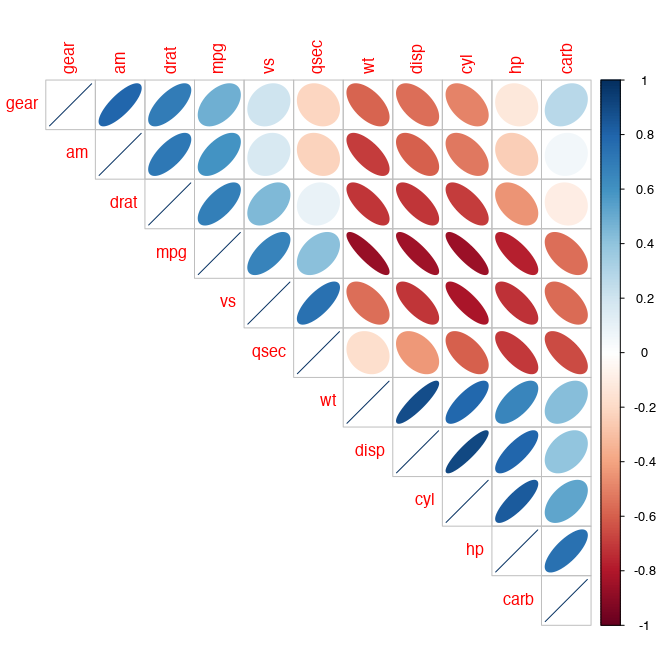 gear am drat mpg vs qsec wt disp cyl hp carb
gear
am
drat
mpg
vs
qsec
wt
disp
cyl
hp
carb
1
0.8
0.6
0.4
0.2
0
-0.2
-0.4
-0.6
-0.8
-1